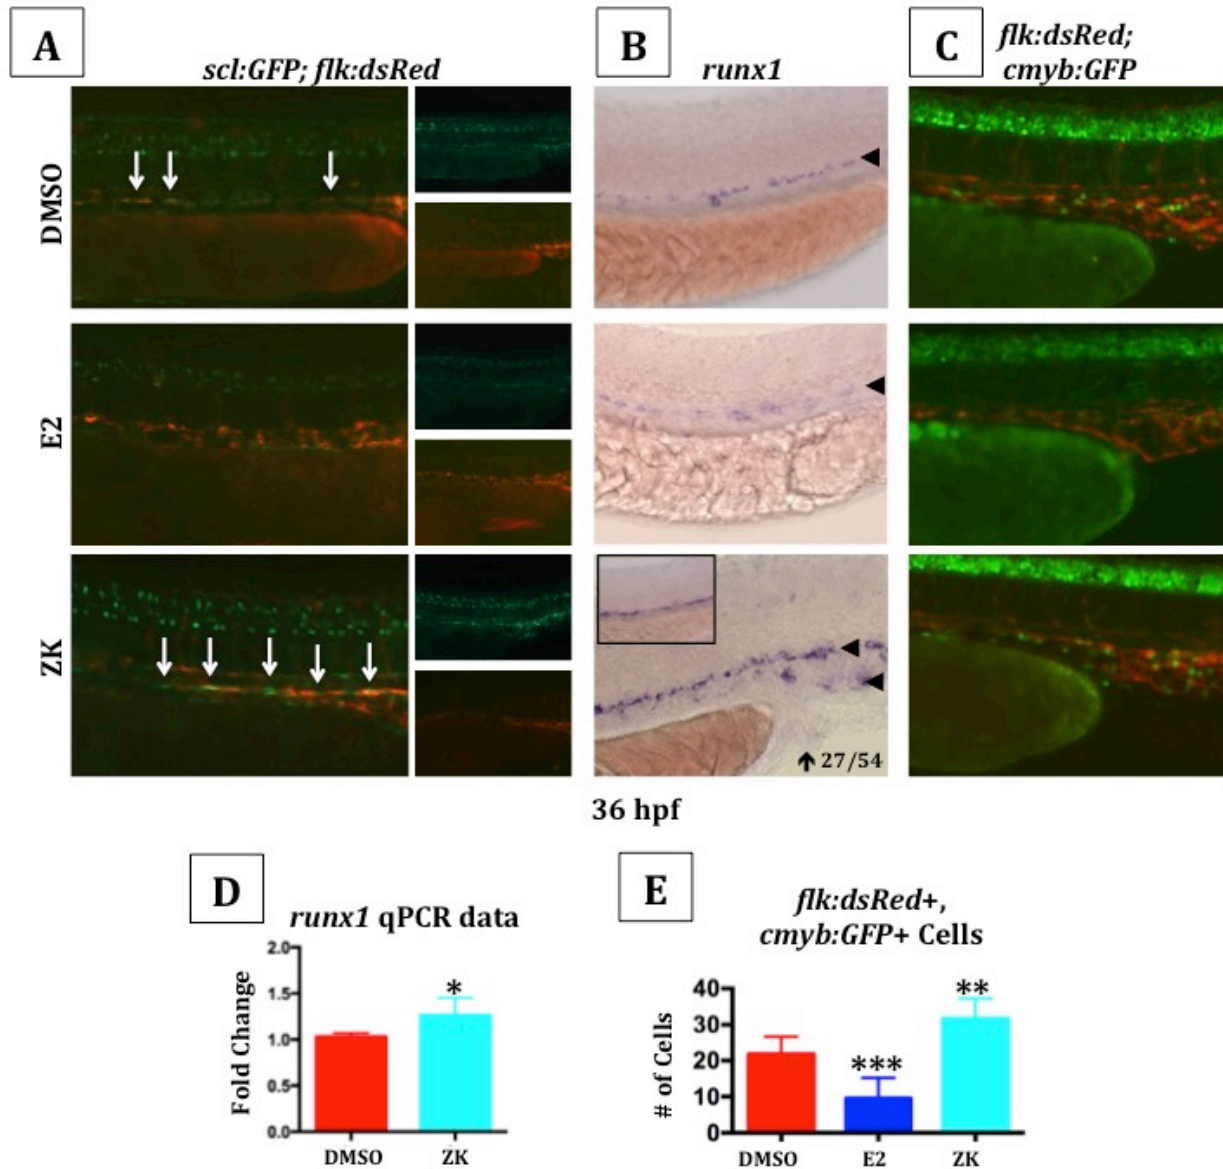 A
scl:GFP; flk:dsRed
B
runx1
C
flk:dsRed;
cmyb:GFP
DMSO
E2
ZK
↑ 27/54
36 hpf
D
runx1 qPCR data
Fold Change
2.0
1.5
1.0
0.5
0.0
*
DMSO
ZK
E
flk:dsRed+,
cmyb:GFP+ Cells
# of Cells
40
30
20
10
0
***
**
DMSO
E2
ZK